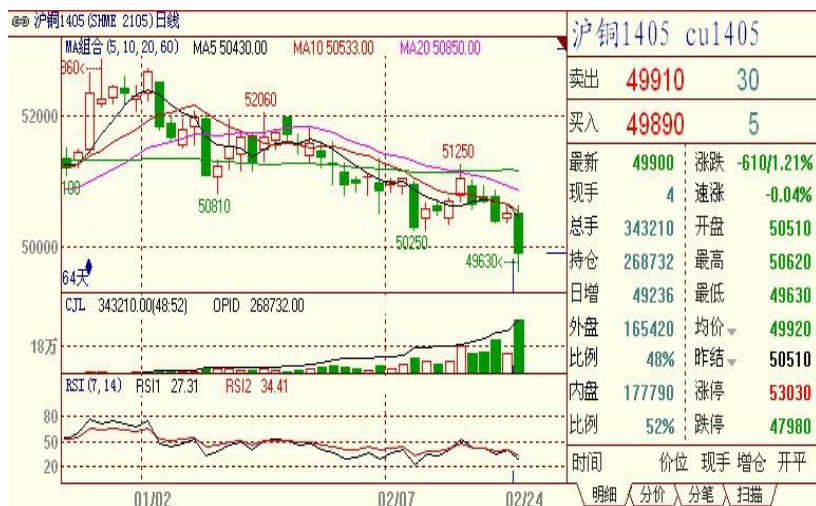 沪铜1405(SHME 2105)日线
MA组合(5,10,20,60) MA5 50430.00 MA10 50533.00 MA20 50850.00
52060
52000
51250
100
50810
50250
50000
49630
64天
CJL 343210.00(48:52) OPID 268732.00
18万
RSI(7,14) RSI1 27.31 RSI2 34.41
80
50
20
01/02 02/07 02/24
沪铜1405 cu1405
卖出 49910 30
买入 49890 5
最新 49900 涨跌 -610/1.21%
现手 4 速涨 -0.04%
总手 343210 开盘 50510
持仓 268732 最高 50620
日增 49236 最低 49630
外盘 165420 均价 49920
比例 48% 昨结 50510
内盘 177790 涨停 53030
比例 52% 跌停 47980
时间 价位 现手 增仓 开平
明细 分价 分笔 扫描